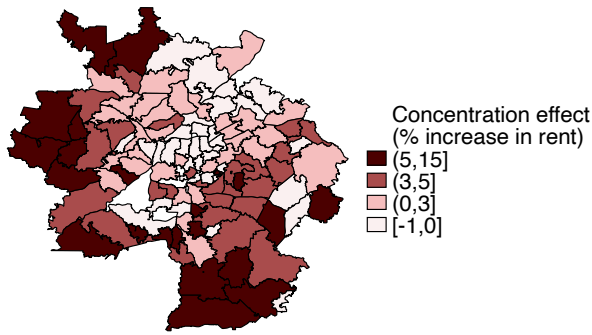 Concentration effect
(% increase in rent)
(5,15]
(3,5]
(0,3]
[-1,0]